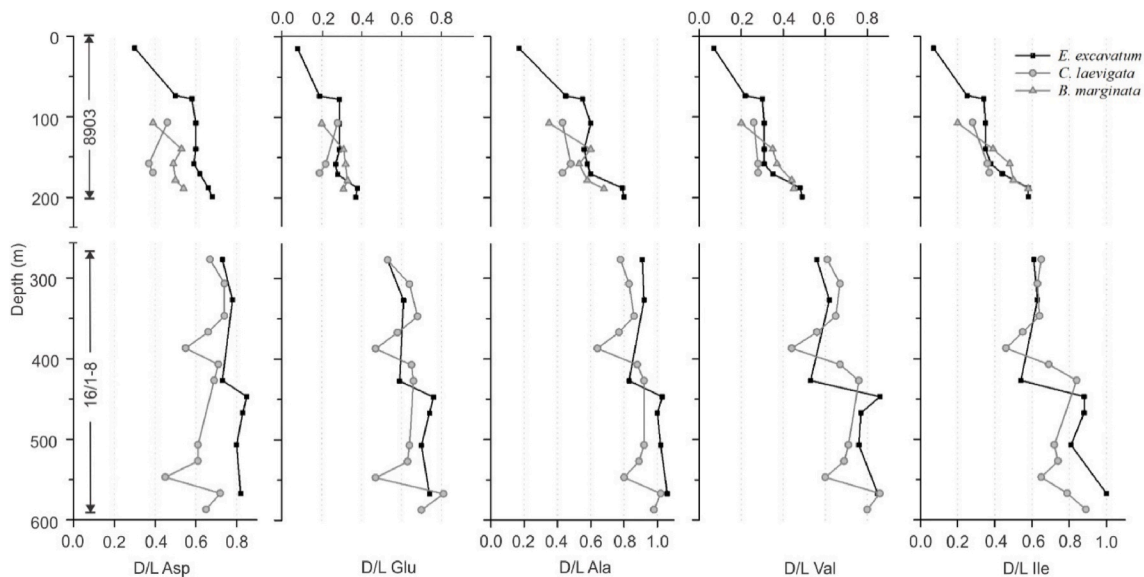 0.0 0.2 0.4 0.6 0.8
0.0 0.2 0.4 0.6 0.8
E. excavatum
C. laevigata
B. marginata
0
100
200
300
400
500
600
Depth (m)
8903
16/1-8
0.0 0.2 0.4 0.6 0.8
0.0 0.2 0.4 0.6 0.8 1.0
0.0 0.2 0.4 0.6 0.8 1.0
D/L Asp
D/L Glu
D/L Ala
D/L Val
D/L Ile